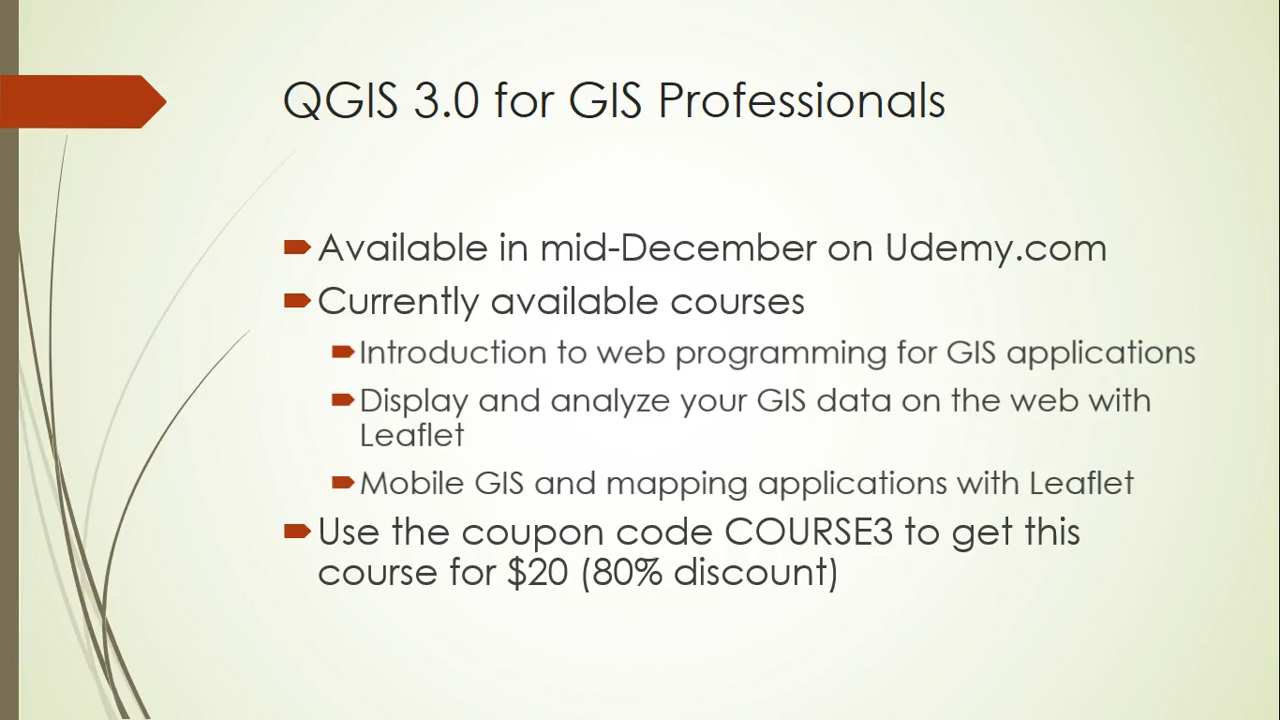 QGIS 3.0 for GIS Professionals
Available in mid-December on Udemy.com
Currently available courses
Introduction to web programming for GIS applications
Display and analyze your GIS data on the web with
Leaflet
Mobile GIS and mapping applications with Leaflet
Use the coupon code COURSE3 to get this
course for $20 (80% discount)